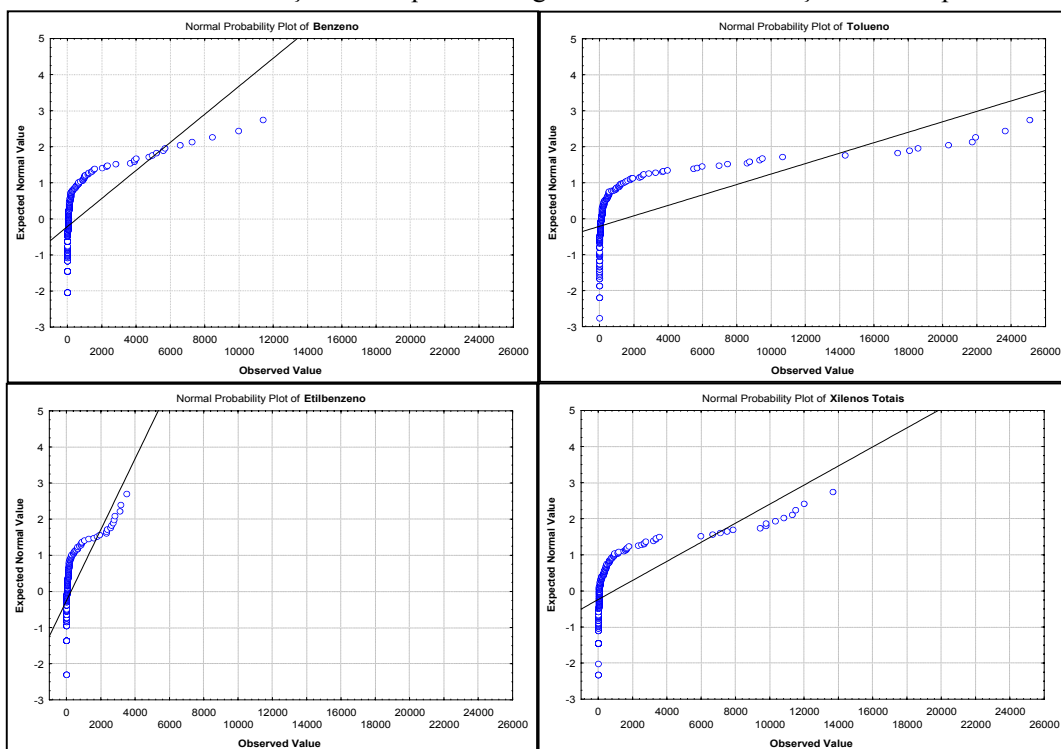 Normal Probability Plot of Benzeno
5
4
3
2
1
0
-1
-2
-3
Expected Normal Value
0 4000 8000 12000 16000 20000 24000
2000 6000 10000 14000 18000 22000 26000
Observed Value
Normal Probability Plot of Tolueno
5
4
3
2
1
0
-1
-2
-3
Expected Normal Value
0 4000 8000 12000 16000 20000 24000
2000 6000 10000 14000 18000 22000 26000
Observed Value
Normal Probability Plot of Etilbenzeno
5
4
3
2
1
0
-1
-2
-3
Expected Normal Value
0 4000 8000 12000 16000 20000 24000
2000 6000 10000 14000 18000 22000 26000
Observed Value
Normal Probability Plot of Xilenos Totais
5
4
3
2
1
0
-1
-2
-3
Expected Normal Value
0 4000 8000 12000 16000 20000 24000
2000 6000 10000 14000 18000 22000 26000
Observed Value